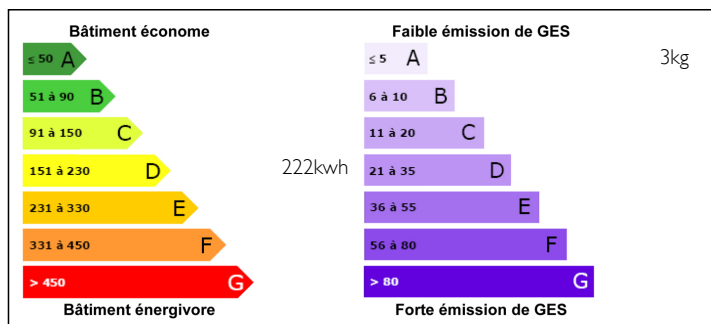 Bâtiment économe
≤ 50 A
51 à 90 B
91 à 150 C
151 à 230 D
222kwh
231 à 330 E
331 à 450 F
> 450 G
Bâtiment énergivore
Faible émission de GES
≤ 5 A
3kg
6 à 10 B
11 à 20 C
21 à 35 D
36 à 55 E
56 à 80 F
> 80 G
Forte émission de GES